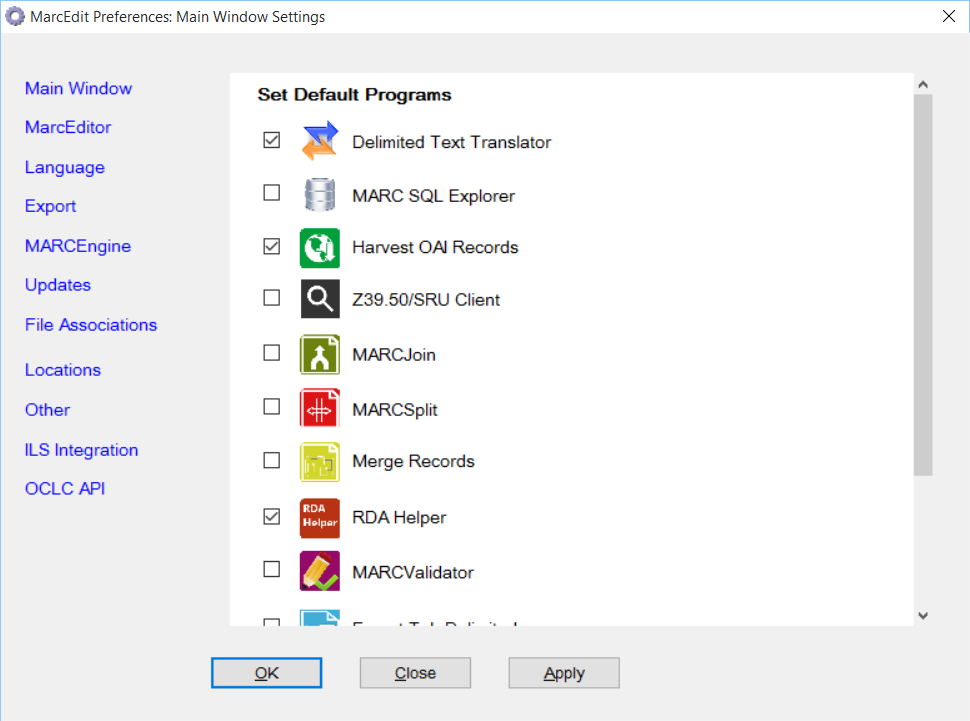 MarcEdit Preferences: Main Window Settings
Main Window
MarcEditor
Language
Export
MARCEngine
Updates
File Associations
Locations
Other
ILS Integration
OCLC API
Set Default Programs
Delimited Text Translator
MARC SQL Explorer
Harvest OAI Records
Z39.50/SRU Client
MARCJoin
MARCSplit
Merge Records
RDA
Helper
RDA Helper
MARCValidator
OK
Close
Apply